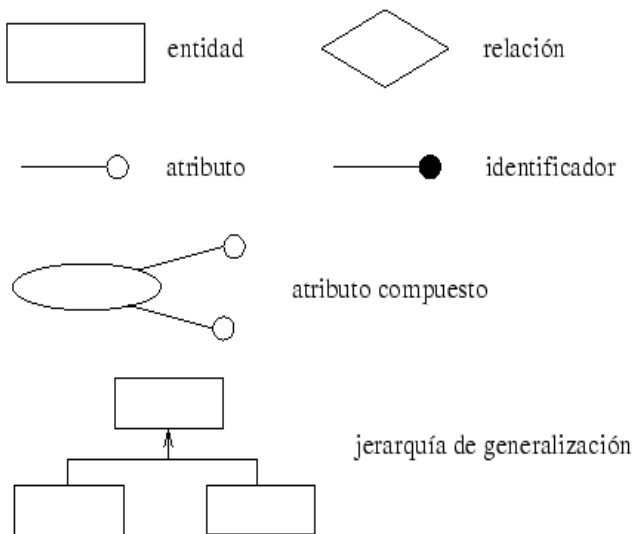 entidad
relación
atributo
identificador
atributo compuesto
jerarquía de generalización